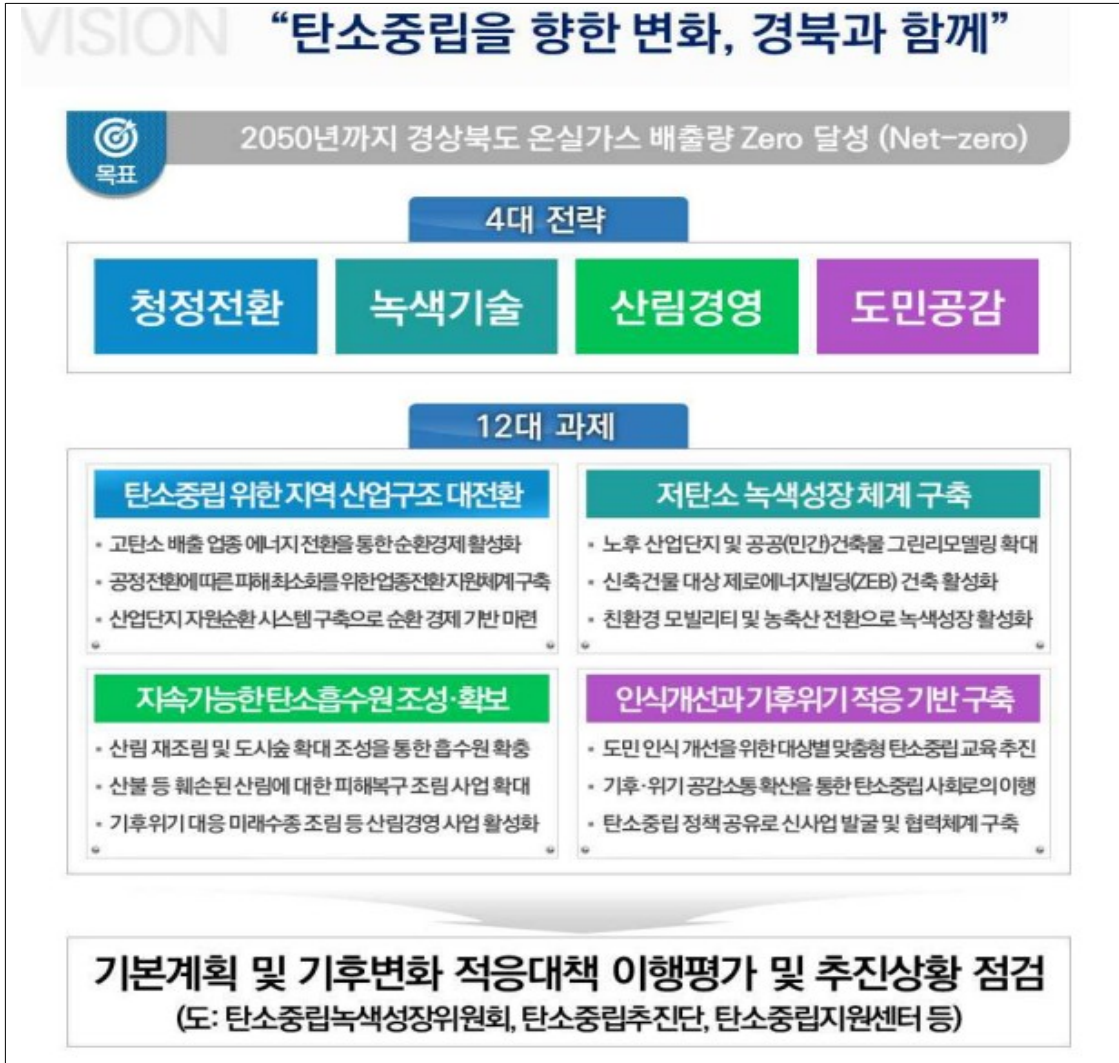 VISION “탄소중립을 향한 변화, 경북과 함께”
목표
2050년까지 경상북도 온실가스 배출량 Zero 달성 (Net-zero)
4대 전략
청정전환
녹색기술
산림경영
도민공감
12대 과제
탄소중립 위한 지역 산업구조 대전환
• 고탄소 배출 업종 에너지 전환을 통한 순환경제 활성화
• 공정전환에 따른 피해 최소화를 위한 업종전환 지원체계 구축
• 산업단지 자원순환 시스템 구축으로 순환 경제 기반 마련
저탄소 녹색성장 체계 구축
• 노후 산업단지 및 공공(민간)건축물 그린리모델링 확대
• 신축건물 대상 제로에너지빌딩(ZEB) 건축 활성화
• 친환경 모빌리티 및 농축산 전환으로 녹색성장 활성화
지속가능한 탄소흡수원 조성·확보
• 산림 재조림 및 도시숲 확대 조성을 통한 흡수원 확충
• 산불 등 훼손된 산림에 대한 피해복구 조림 사업 확대
• 기후위기 대응 미래수종 조림 등 산림경영 사업 활성화
인식개선과 기후위기 적응 기반 구축
• 도민 인식 개선을 위한 대상별 맞춤형 탄소중립 교육 추진
• 기후·위기 공감소통 확산을 통한 탄소중립 사회로의 이행
• 탄소중립 정책 공유로 신사업 발굴 및 협력체계 구축
기본계획 및 기후변화 적응대책 이행평가 및 추진상황 점검
(도: 탄소중립녹색성장위원회, 탄소중립추진단, 탄소중립지원센터 등)